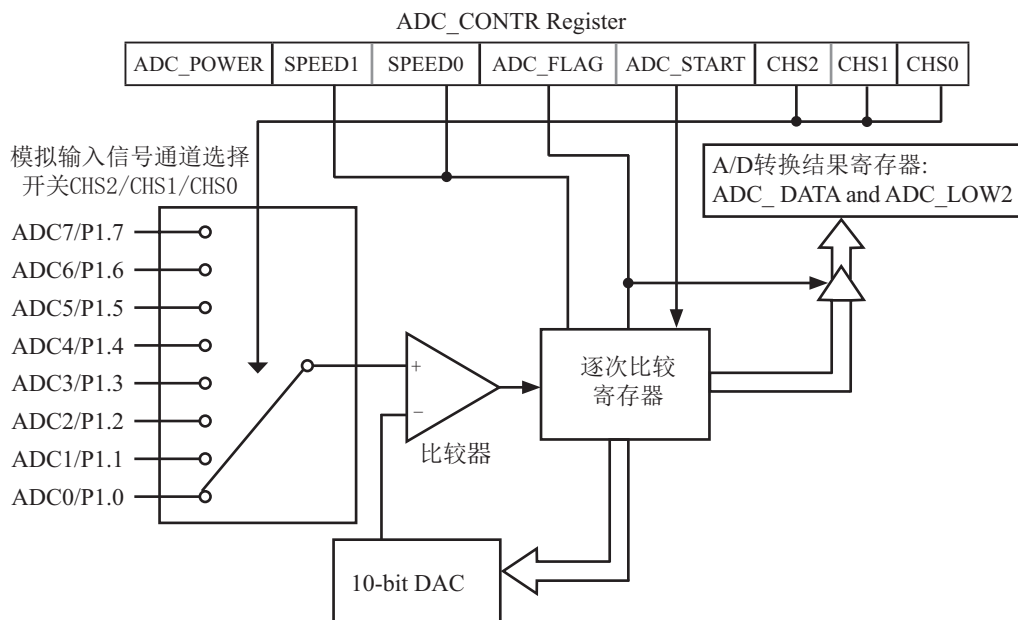 ADC_CONTR Register
ADC_POWER SPEED1 SPEED0 ADC_FLAG ADC_START CHS2 CHS1 CHS0
模拟输入信号通道选择
开关CHS2/CHS1/CHS0
A/D转换结果寄存器:
ADC_ DATA and ADC_LOW2
ADC7/P1.7
ADC6/P1.6
ADC5/P1.5
ADC4/P1.4
ADC3/P1.3
ADC2/P1.2
ADC1/P1.1
ADC0/P1.0
+
−
比较器
逐次比较
寄存器
10-bit DAC